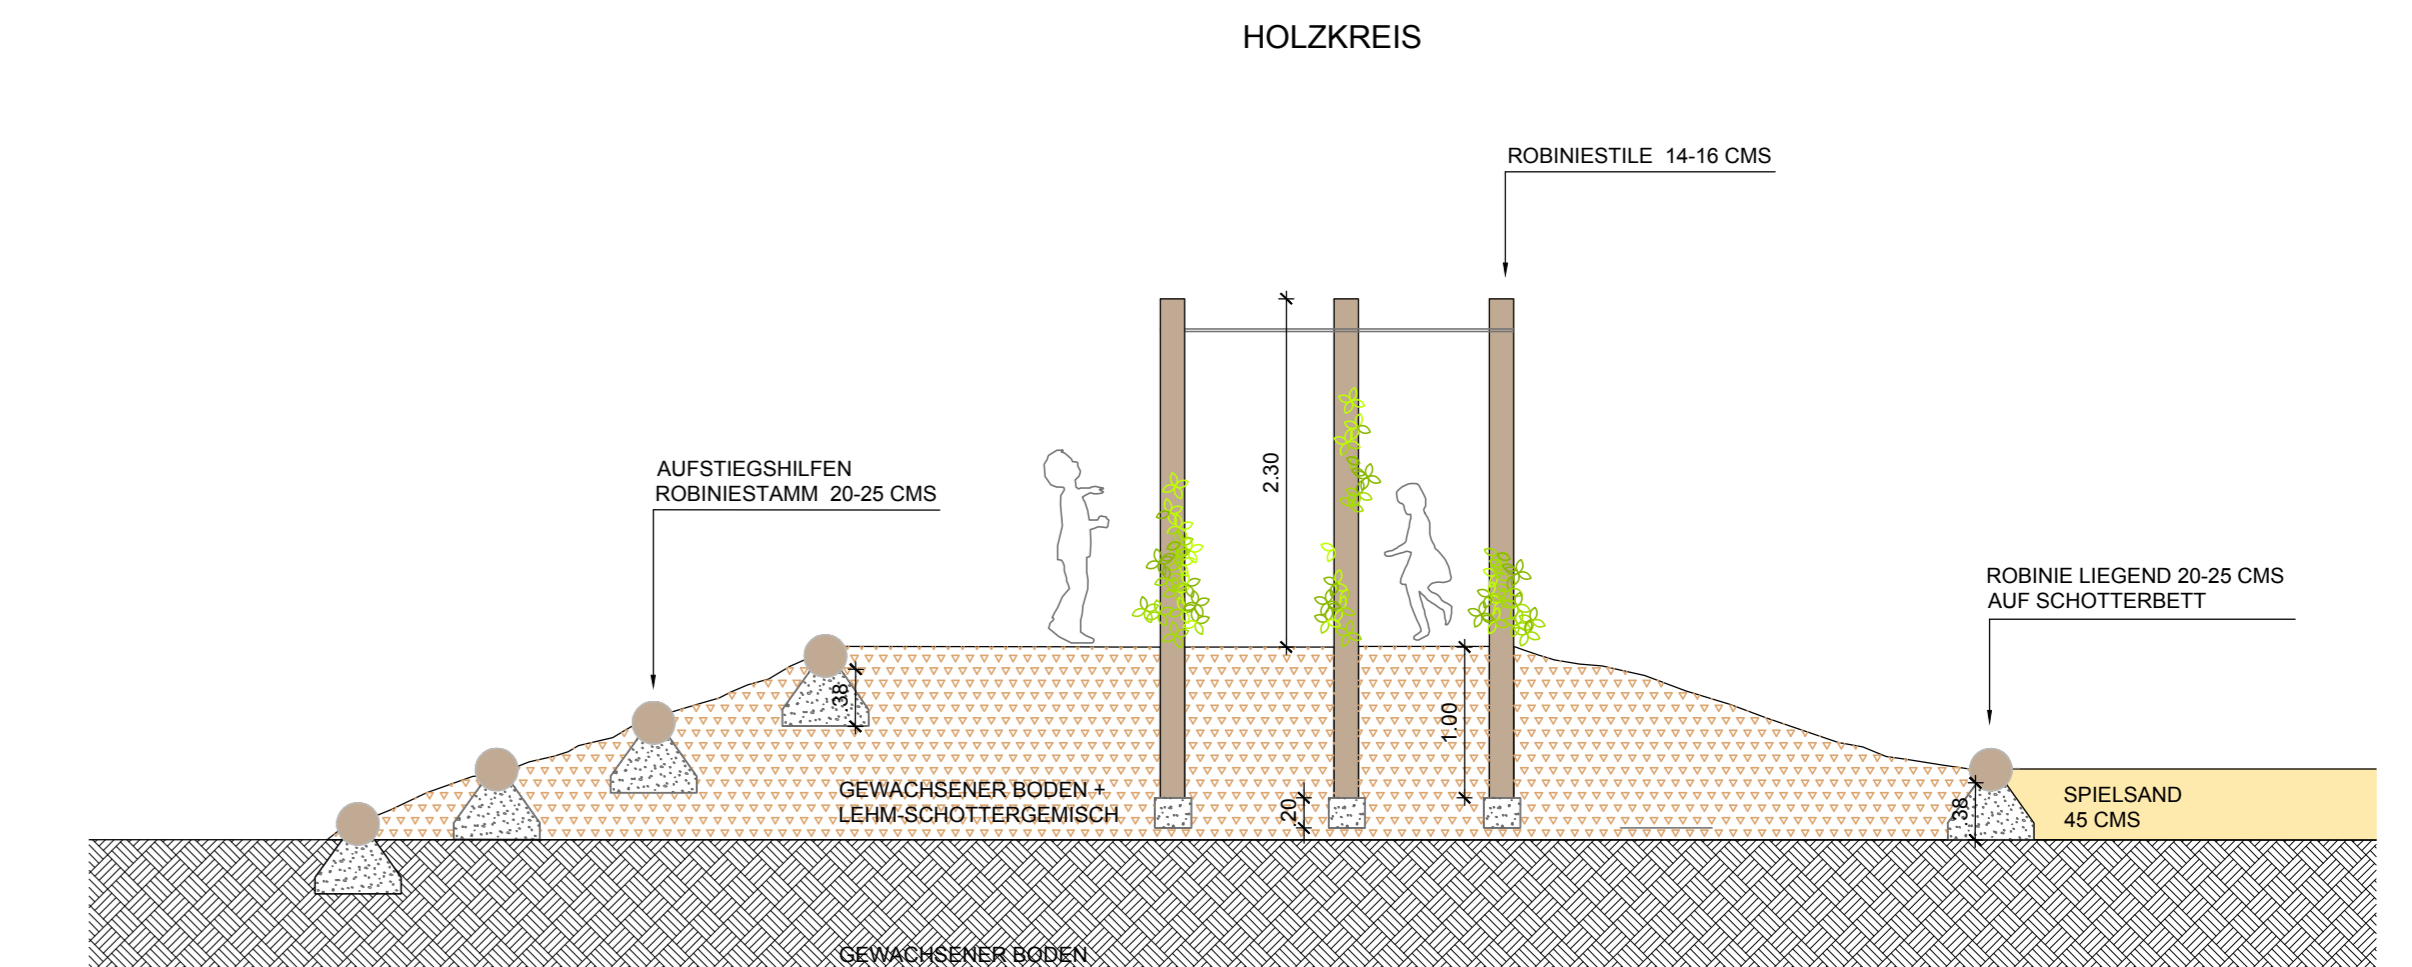 HOLZKREIS
ROBINIESTILE 14-16 CMS
AUFSTIEGSHILFEN
ROBINIESTAMM 20-25 CMS
2.30
ROBINIE LIEGEND 20-25 CMS
AUF SCHOTTERBETT
.38
1.00
GEWACHSENER BODEN +
LEHM-SCHOTTERGEMISCH
.20
.38
SPIELSAND
45 CMS
GEWACHSENER BODEN